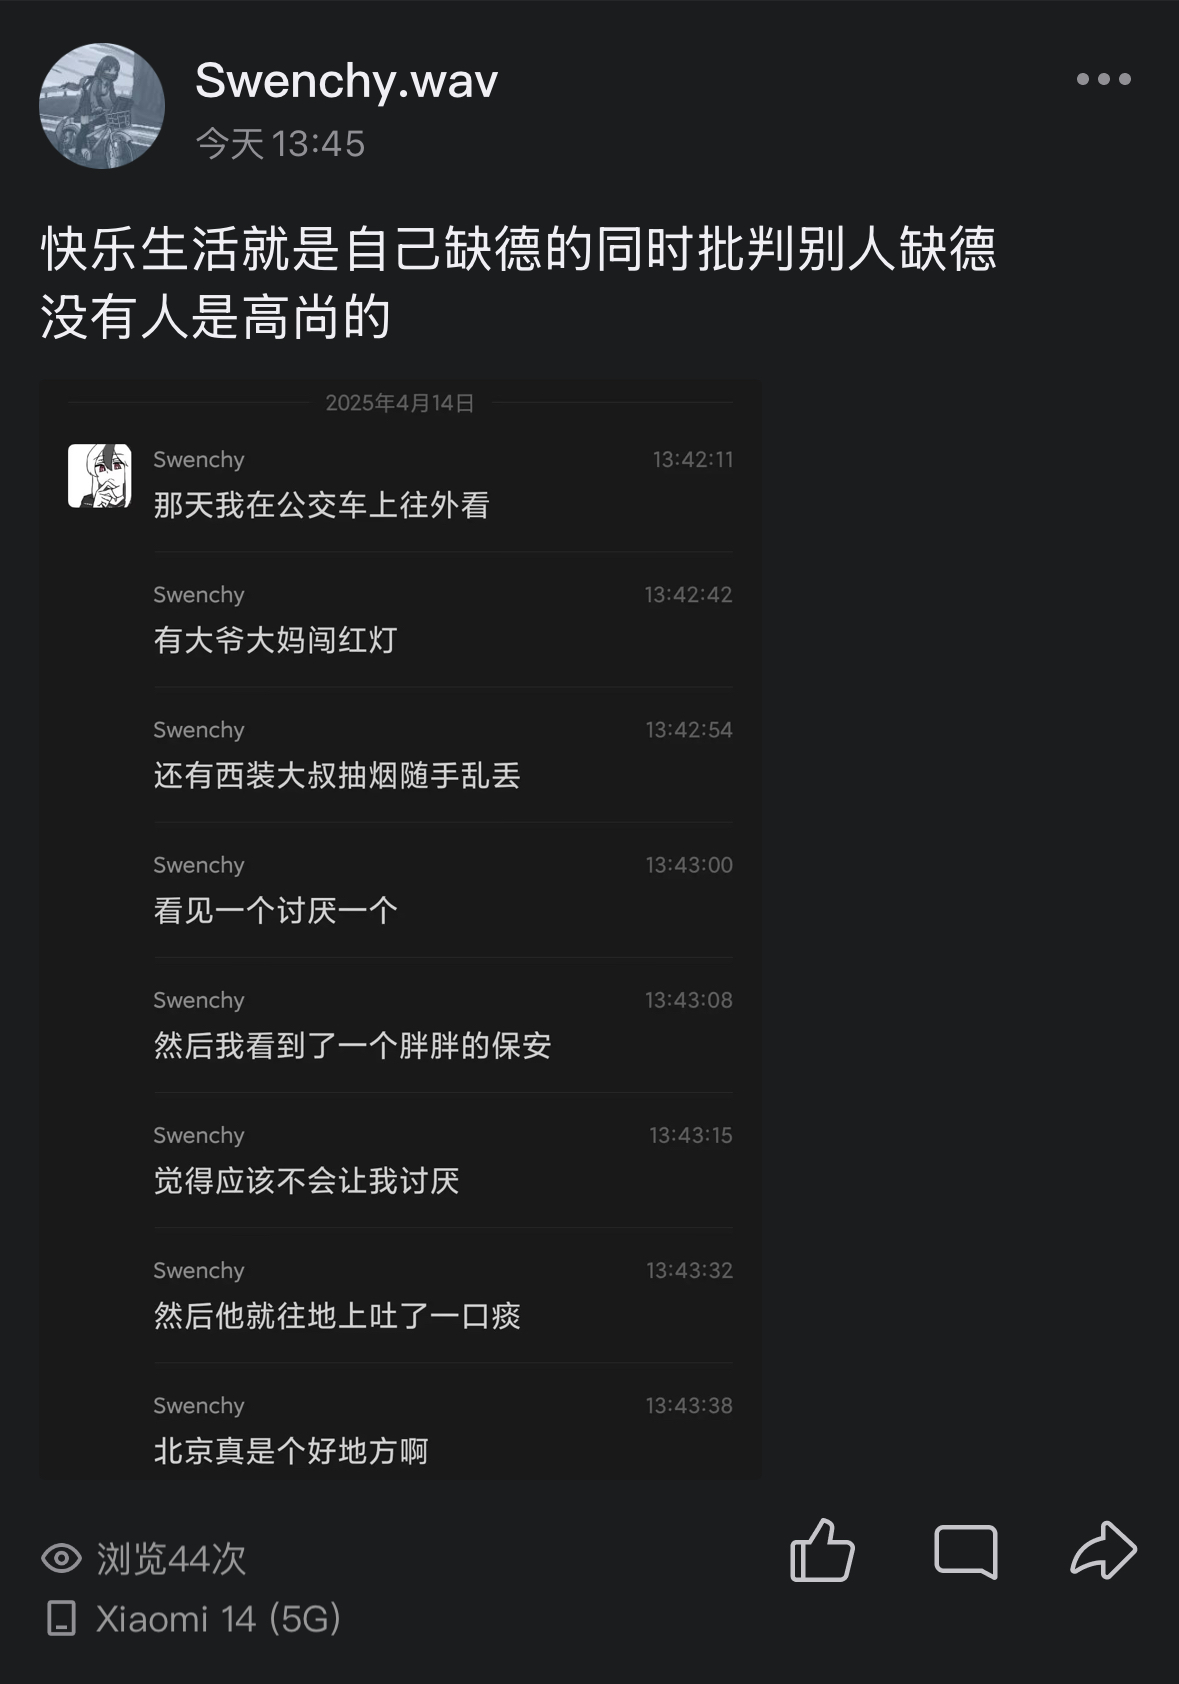 Swenchy.wav
今天 13:45
快乐生活就是自己缺德的同时批判别人缺德
没有人是高尚的
2025年4月14日
Swenchy 13:42:11
那天我在公交车上往外看
Swenchy 13:42:42
有大爷大妈闯红灯
Swenchy 13:42:54
还有西装大叔抽烟随手乱丢
Swenchy 13:43:00
看见一个讨厌一个
Swenchy 13:43:08
然后我看到了一个胖胖的保安
Swenchy 13:43:15
觉得应该不会让我讨厌
Swenchy 13:43:32
然后他就往地上吐了一口痰
Swenchy 13:43:38
北京真是个好地方啊
浏览44次
Xiaomi 14 (5G)